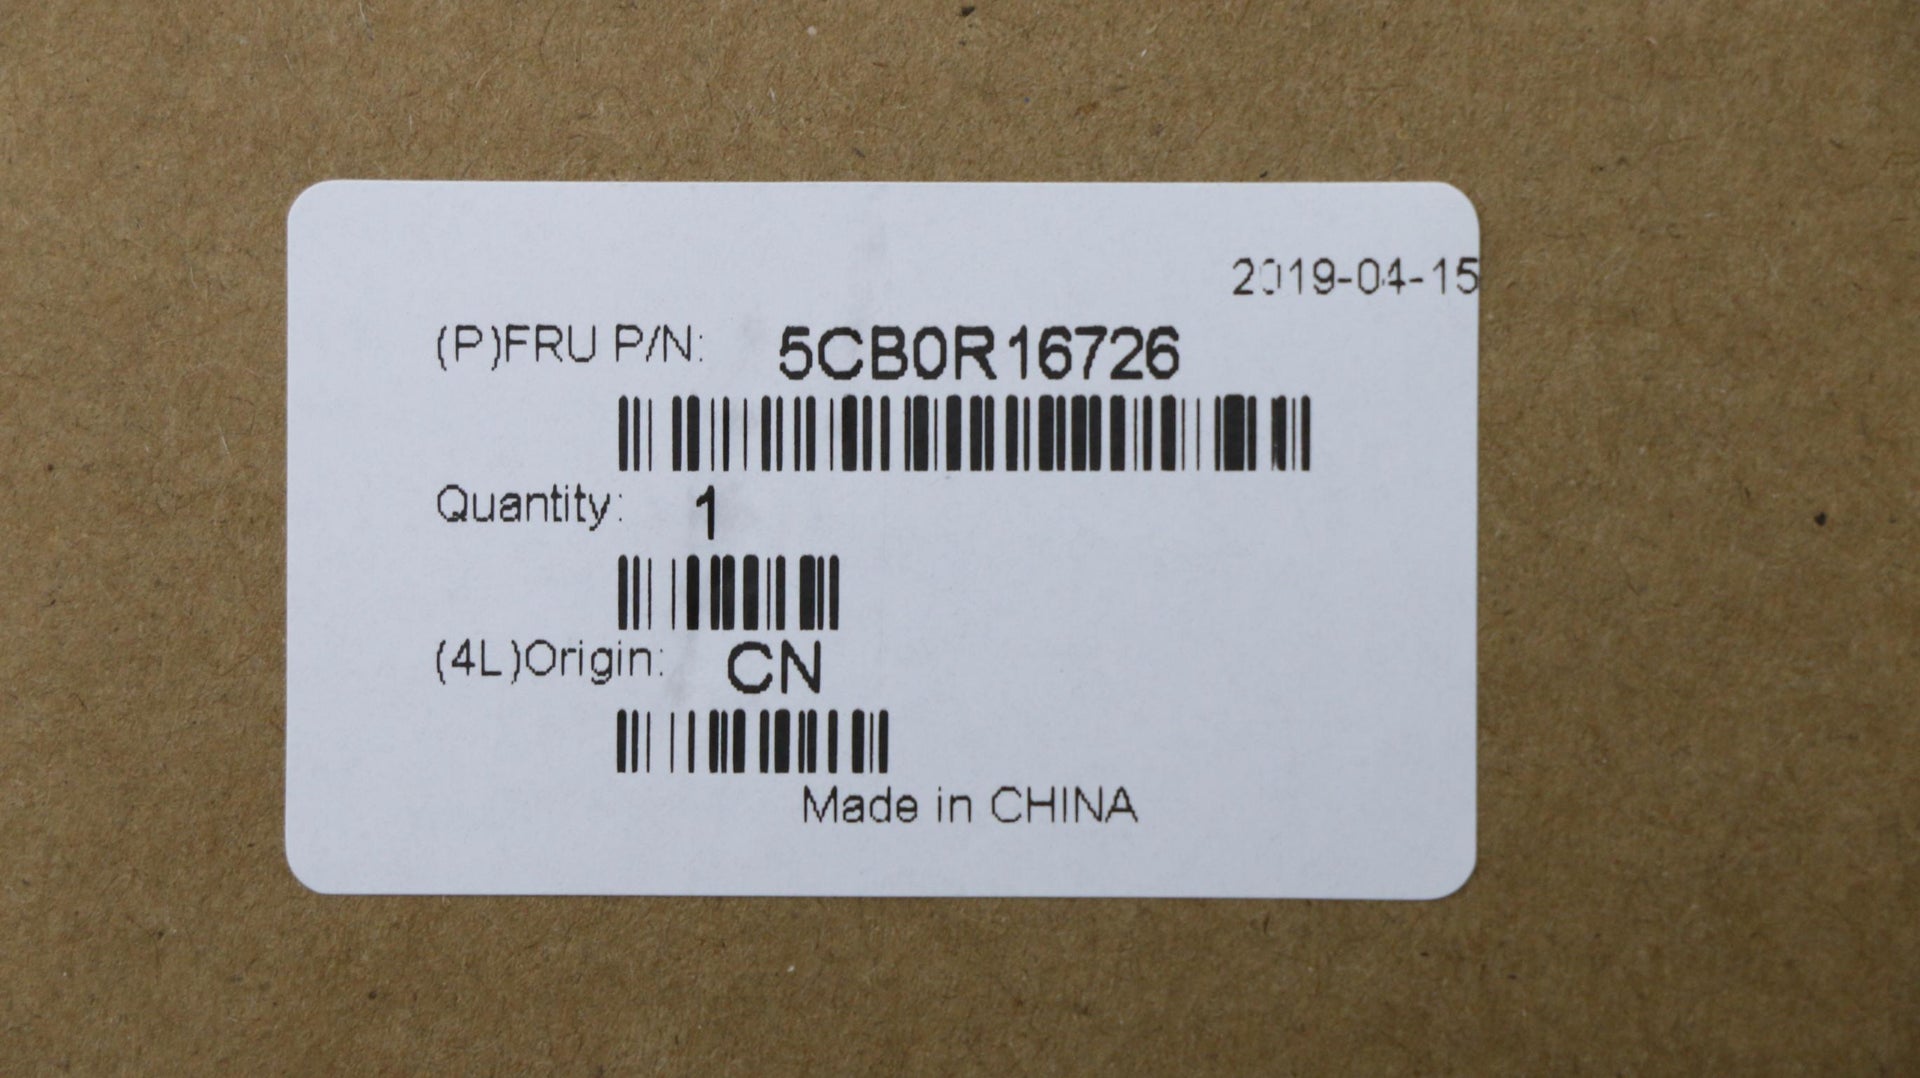 2019-04-15
(P)FRU P/N: 5CB0R16726
Quantity: 1
(4L)Origin: CN
Made in CHINA